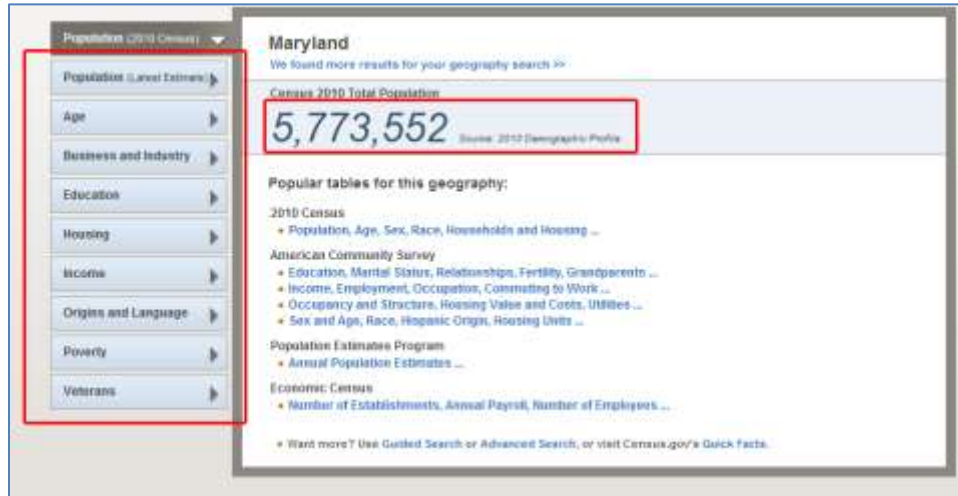 Population (2010 Census)
Population (Latest Estimate)
Age
Business and Industry
Education
Housing
Income
Origins and Language
Poverty
Veterans
Maryland
We found more results for your geography search >>
Census 2010 Total Population
5,773,552 Source: 2010 Demographic Profile
Popular tables for this geography:
2010 Census
Population, Age, Sex, Race, Households and Housing ...
American Community Survey
Education, Marital Status, Relationships, Fertility, Grandparents ...
Income, Employment, Occupation, Commuting to Work ...
Occupancy and Structure, Housing Value and Costs, Utilities ...
Sex and Age, Race, Hispanic Origin, Housing Units ...
Population Estimates Program
Annual Population Estimates ...
Economic Census
Number of Establishments, Annual Payroll, Number of Employees ...
Want more? Use Guided Search or Advanced Search, or visit Census.gov's Quick Facts.